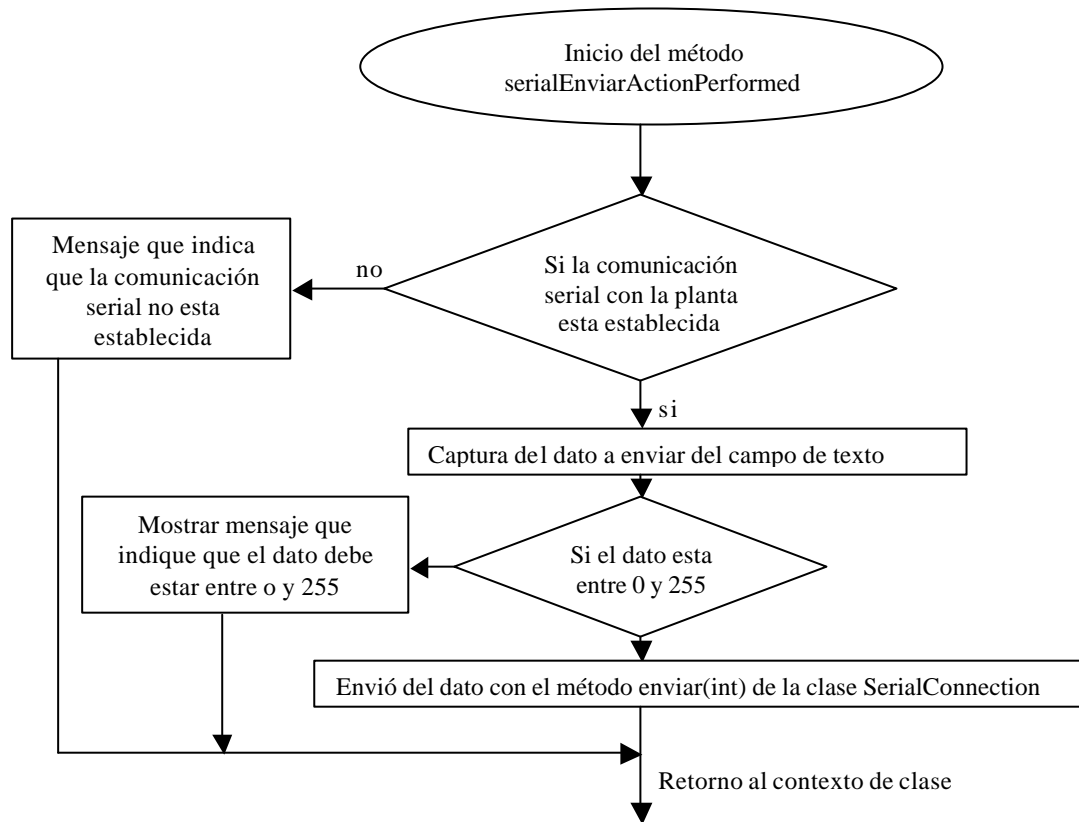 Inicio del método
serialEnviarActionPerformed
Mensaje que indica
que la comunicación
serial no esta
establecida
no
Si la comunicación
serial con la planta
esta establecida
si
Captura del dato a enviar del campo de texto
Mostrar mensaje que
indique que el dato debe
estar entre o y 255
Si el dato esta
entre 0 y 255
Envió del dato con el método enviar(int) de la clase SerialConnection
Retorno al contexto de clase